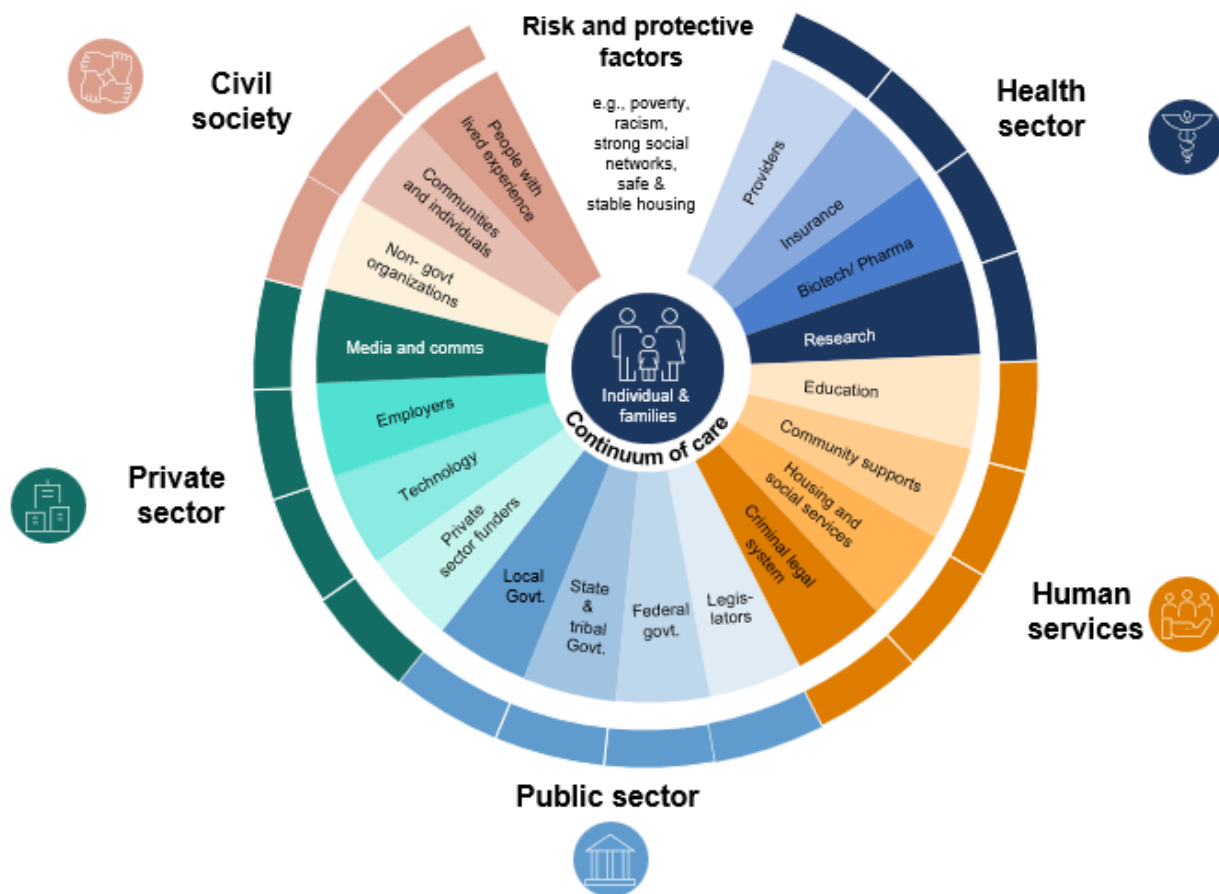 Risk and protective
factors
e.g., poverty,
racism,
strong social
networks,
safe &
stable housing
Health
sector
Providers
Insurance
Biotech/ Pharma
Research
Human
services
Education
Community supports
Housing and
social services
Criminal legal
system
Public sector
Legis-
lators
Federal
govt.
State
&
tribal
Govt.
Local
Govt.
Private
sector
Private
sector funders
Technology
Employers
Media and comms
Civil
society
Non- govt
organizations
Communities
and individuals
People with
lived experience
Individual &
families
Continuum of care